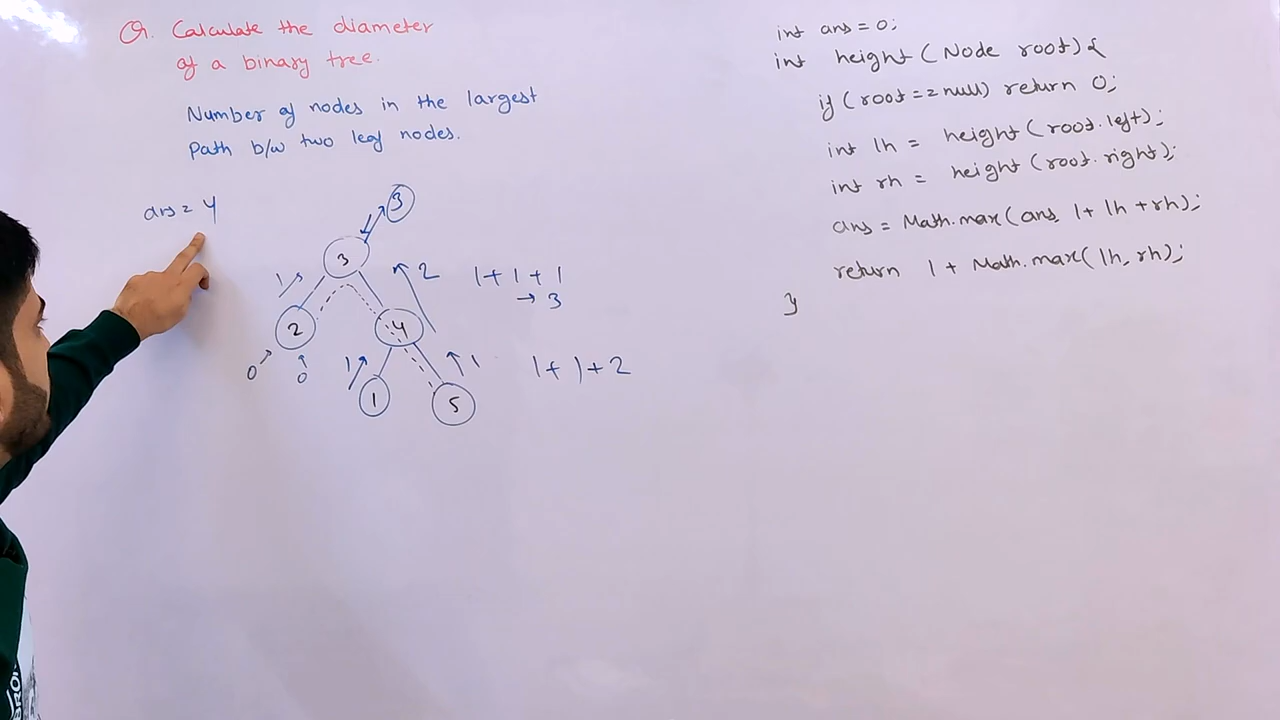 Q. Calculate the diameter
of a binary tree.
Number of nodes in the largest
Path b/w two leaf nodes.
ans = 4
3
3
1
2
1 + 1 + 1
→ 3
2
4
0
0
1
1
1 + 1 + 2
1
5
int ans = 0;
int height (Node root) {
if (root == null) return 0;
int lh = height (root.left);
int rh = height (root.right);
ans = Math.max (ans 1 + lh + rh);
return 1 + Math.max (lh, rh);
}